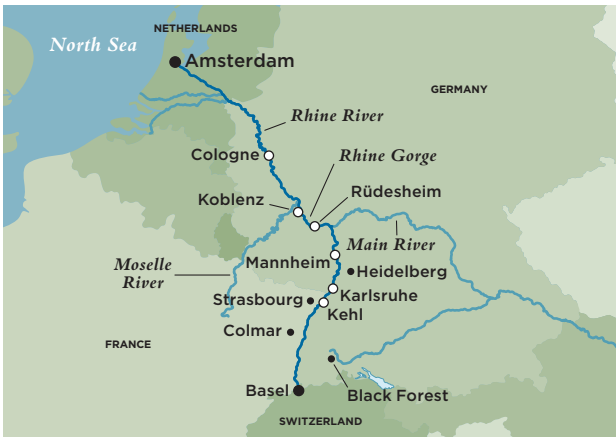 NETHERLANDS
North Sea
Amsterdam
GERMANY
Rhine River
Cologne
Rhine Gorge
Koblenz
Rüdesheim
Main River
Moselle
River
Mannheim
Heidelberg
Karlsruhe
Strasbourg
Kehl
Colmar
FRANCE
Basel
Black Forest
SWITZERLAND